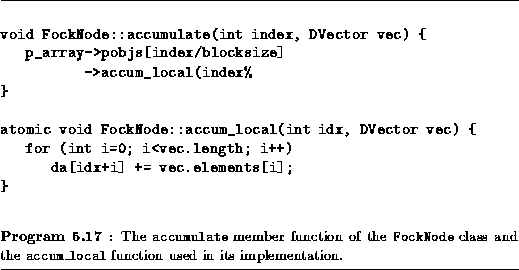 void FockNode::accumulate(int index, DVector vec) {
p_array->pobjs[index/blocksize]
->accum_local(index%
}
atomic void FockNode::accum_local(int idx, DVector vec) {
for (int i=0; i<vec.length; i++)
da[idx+i] += vec.elements[i];
}
Program 5.17 : The accumulate member function of the FockNode class and
the accum_local function used in its implementation.